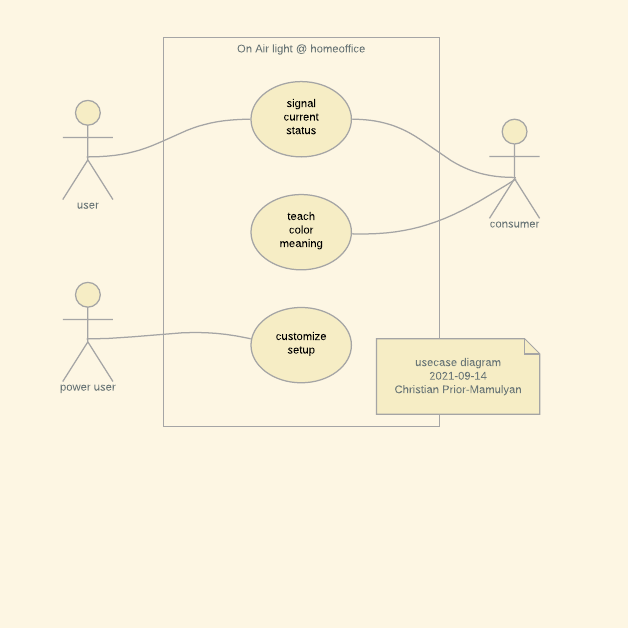 On Air light @ homeoffice
signal
current
status
user
consumer
teach
color
meaning
customize
setup
power user
usecase diagram
2021-09-14
Christian Prior-Mamulyan